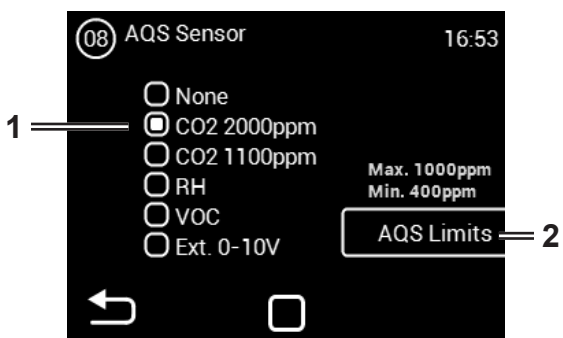 08 AQS Sensor 16:53
None
1 CO2 2000ppm
CO2 1100ppm
RH
VOC
Ext. 0-10V
Max. 1000ppm
Min. 400ppm
AQS Limits 2